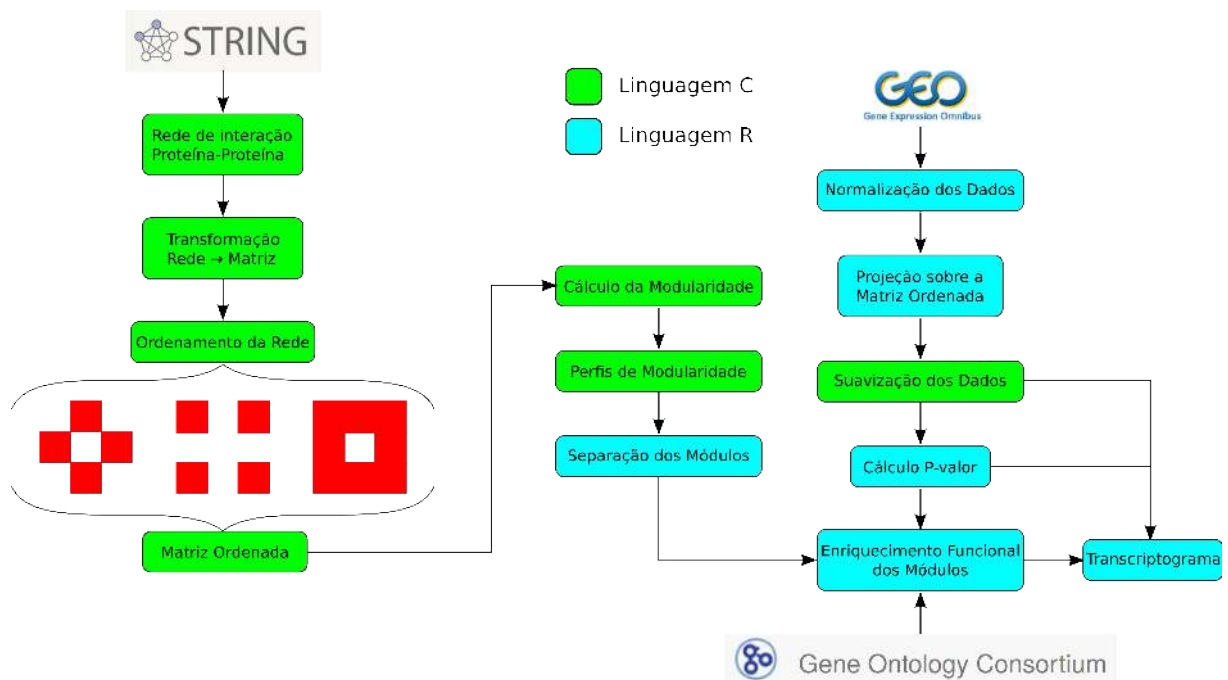 STRING
Rede de interação
Proteína-Proteína
Transformação
Rede → Matriz
Ordenamento da Rede
Matriz Ordenada
Linguagem C
Linguagem R
Cálculo da Modularidade
Perfis de Modularidade
Separação dos Módulos
GEO
Gene Expression Omnibus
Normalização dos Dados
Projeção sobre a
Matriz Ordenada
Suavização dos Dados
Cálculo P-valor
Enriquecimento Funcional
dos Módulos
Transcriptograma
Gene Ontology Consortium